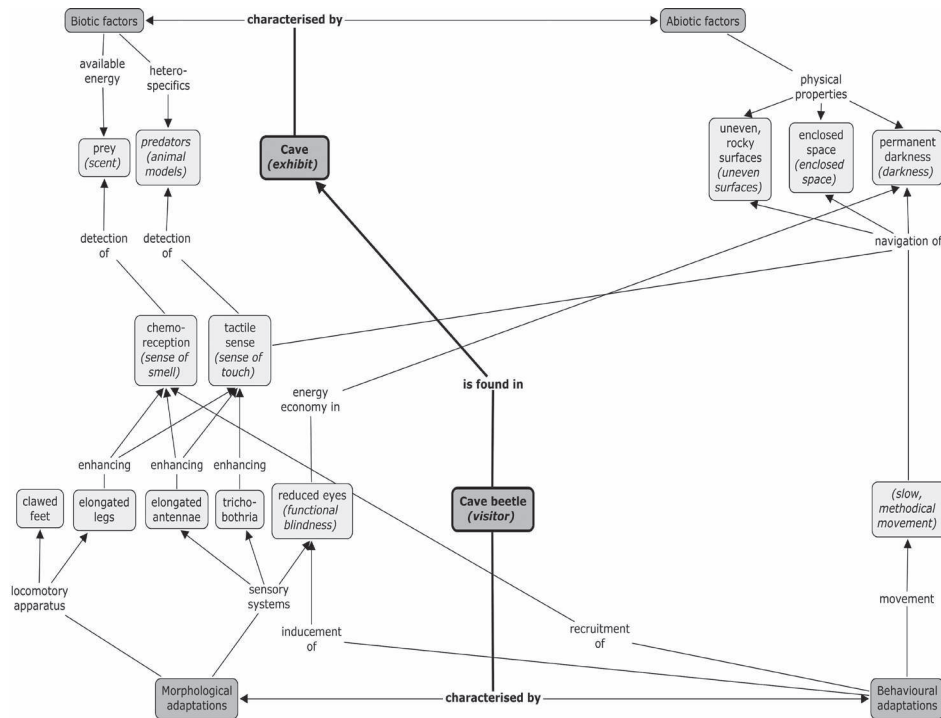 Biotic factors
characterised by
Abiotic factors
available
energy
hetero-
specifics
physical
properties
prey
(scent)
predators
(animal
models)
Cave
(exhibit)
uneven,
rocky
surfaces
(uneven
surfaces)
enclosed
space
(enclosed
space)
permanent
darkness
(darkness)
detection
of
detection
of
navigation of
chemo-
reception
(sense of
smell)
tactile
sense
(sense of
touch)
is found in
energy
economy in
enhancing
enhancing
enhancing
clawed
feet
elongated
legs
elongated
antennae
tricho-
bothria
reduced eyes
(functional
blindness)
Cave beetle
(visitor)
(slow,
methodical
movement)
locomotory
apparatus
sensory
systems
inducement
of
recruitment
of
movement
Morphological
adaptations
characterised by
Behavioural
adaptations